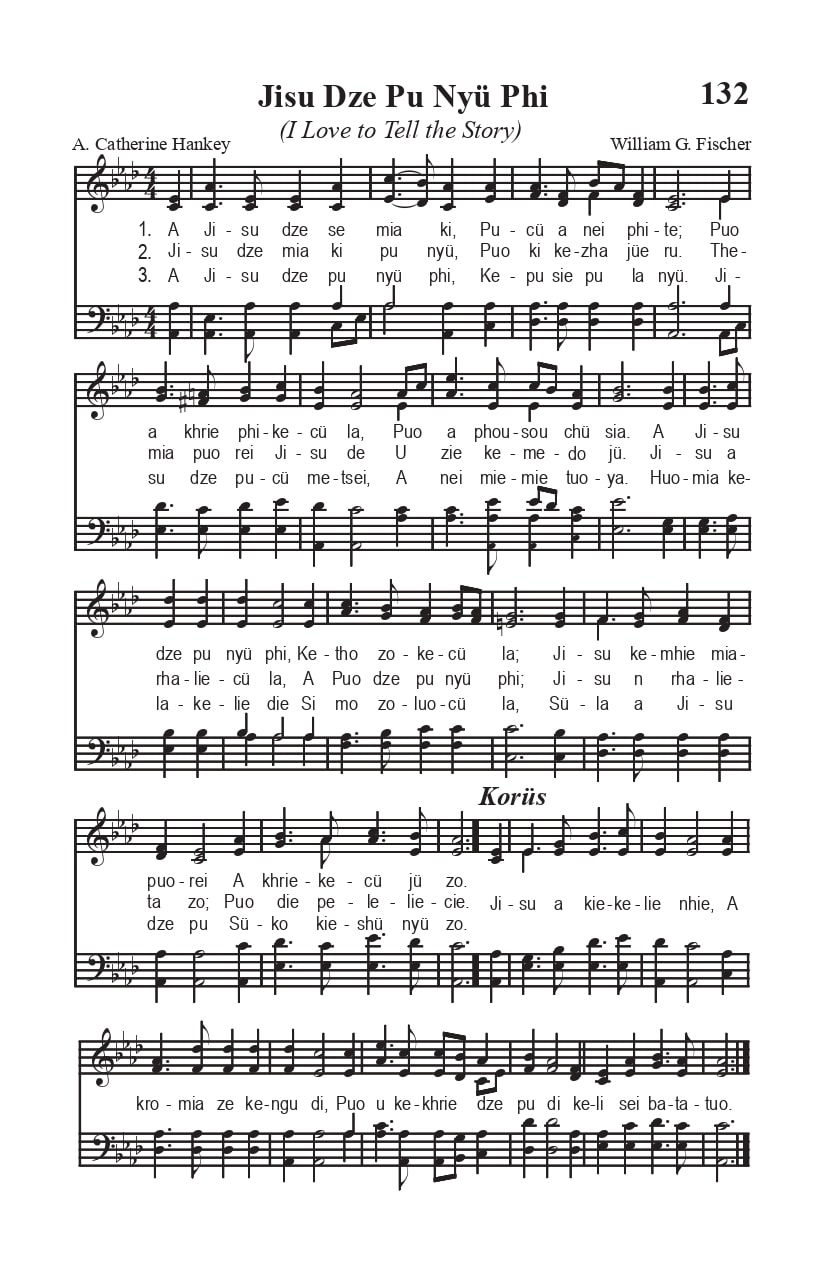 Jisu Dze Pu Nyü Phi
132
(I Love to Tell the Story)
A. Catherine Hankey
William G. Fischer
1. A Ji- su dze se mia ki, Pu- cü a nei phi- te; Puo
2. Ji- su dze mia ki pu nyü, Puo ki ke- zha jüe ru. The-
3. A Ji- su dze pu nyü phi, Ke- pu sie pu la nyü. Ji-
a khrie phi - ke - cü la, Puo a phou- sou chü sia. A Ji - su
mia puo rei Ji - su de U zie ke - me - do jü. Ji - su a
su dze pu - cü me - tsei, A nei mie - mie tuo - ya. Huo - mia ke -
dze pu nyü phi, Ke - tho zo - ke - cü la; Ji - su ke - mhie mia -
rha - lie - cü la, A Puo dze pu nyü phi; Ji - su n rha - lie -
la - ke - lie die Si mo zo - luo - cü la, Sü - la a Ji - su
Korüs
puo - rei A khrie - ke - cü jü zo.
ta zo; Puo die pe - le - lie - cie. Ji - su a kie - ke - lie nhie, A
dze pu Sü - ko kie - shü nyü zo.
kro - mia ze ke - ngu di, Puo u ke - khrie dze pu di ke - li sei ba - ta - tuo.